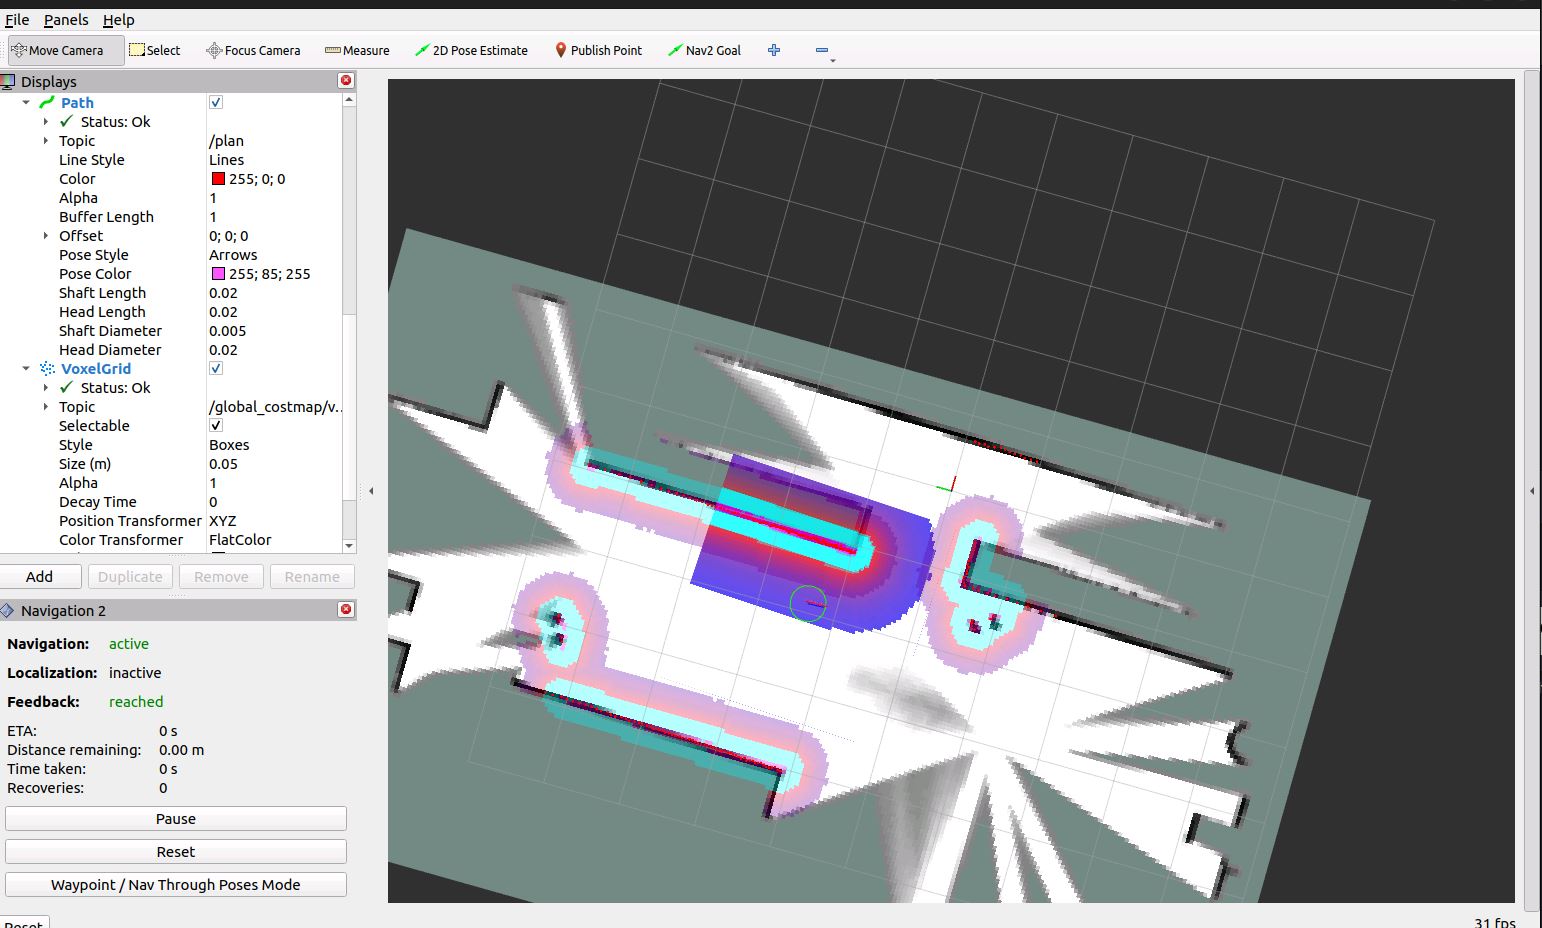 File Panels Help
Move Camera Select Focus Camera Measure 2D Pose Estimate Publish Point Nav2 Goal
Displays
Path
Status: Ok
Topic /plan
Line Style Lines
Color 255; 0; 0
Alpha 1
Buffer Length 1
Offset 0; 0; 0
Pose Style Arrows
Pose Color 255; 85; 255
Shaft Length 0.02
Head Length 0.02
Shaft Diameter 0.005
Head Diameter 0.02
VoxelGrid
Status: Ok
Topic /global_costmap/v...
Selectable
Style Boxes
Size (m) 0.05
Alpha 1
Decay Time 0
Position Transformer XYZ
Color Transformer FlatColor
Add Duplicate Remove Rename
Navigation 2
Navigation: active
Localization: inactive
Feedback: reached
ETA: 0 s
Distance remaining: 0.00 m
Time taken: 0 s
Recoveries: 0
Pause
Reset
Waypoint / Nav Through Poses Mode
Reset
31 fps